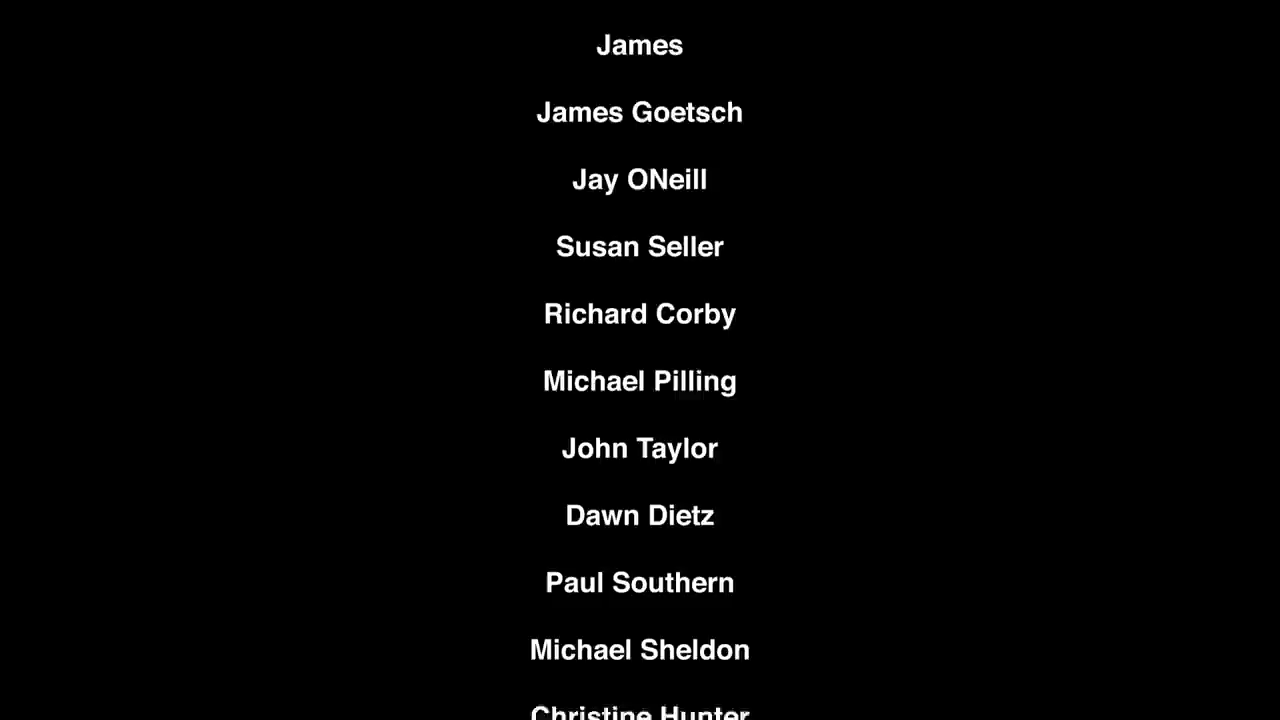 James
James Goetsch
Jay ONeill
Susan Seller
Richard Corby
Michael Pilling
John Taylor
Dawn Dietz
Paul Southern
Michael Sheldon
Christine Hunter